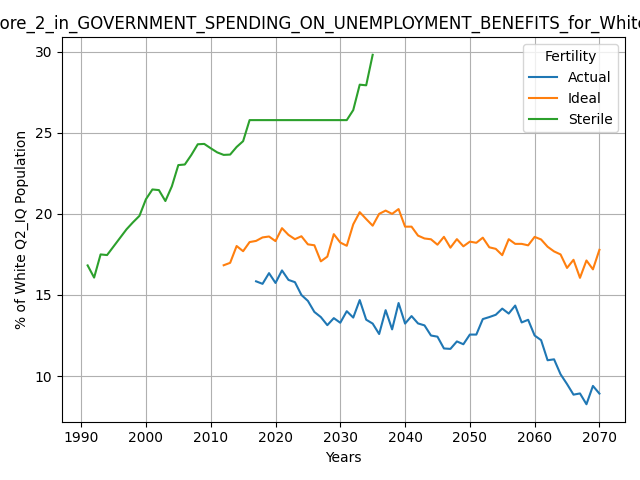 ore_2_in_GOVERNMENT_SPENDING_ON_UNEMPLOYMENT_BENEFITS_for_White
Fertility
Actual
Ideal
Sterile
% of White Q2_IQ Population
30
25
20
15
10
1990 2000 2010 2020 2030 2040 2050 2060 2070
Years